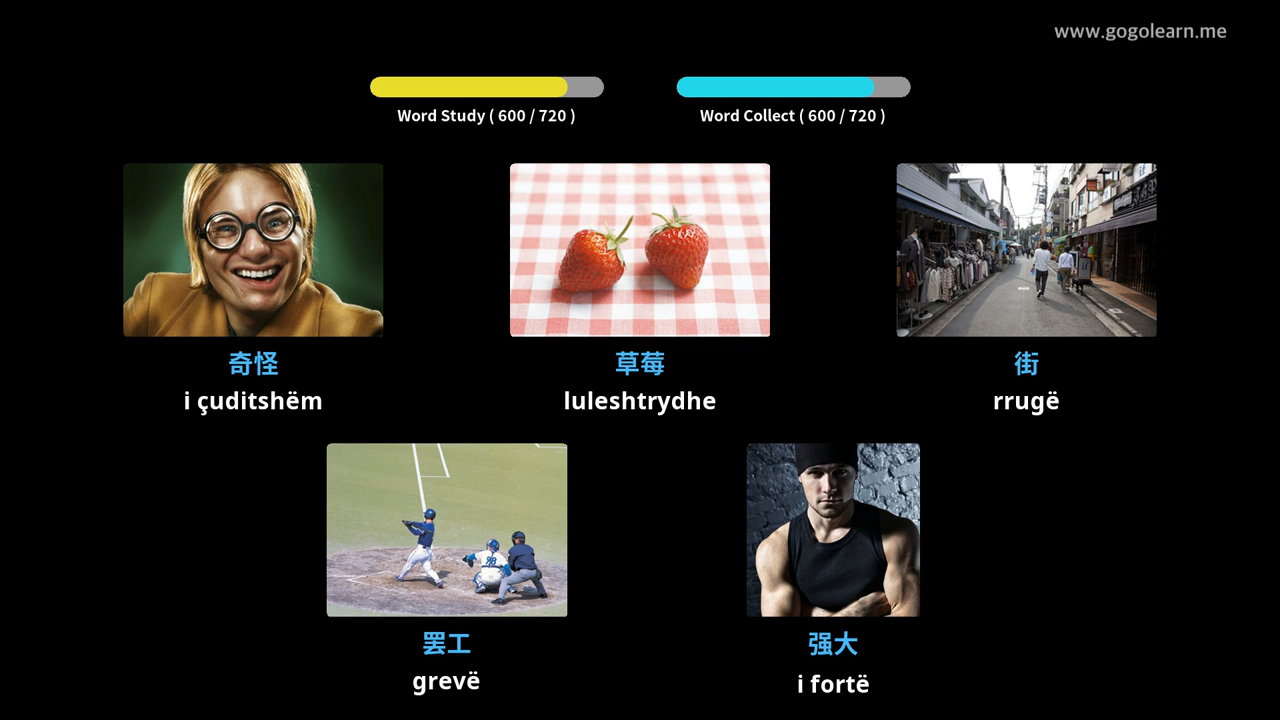 www.gogolearn.me
Word Study ( 600 / 720 )
Word Collect ( 600 / 720 )
奇怪
i çuditshëm
草莓
luleshtrydhe
街
rrugë
罢工
grevë
强大
i fortë